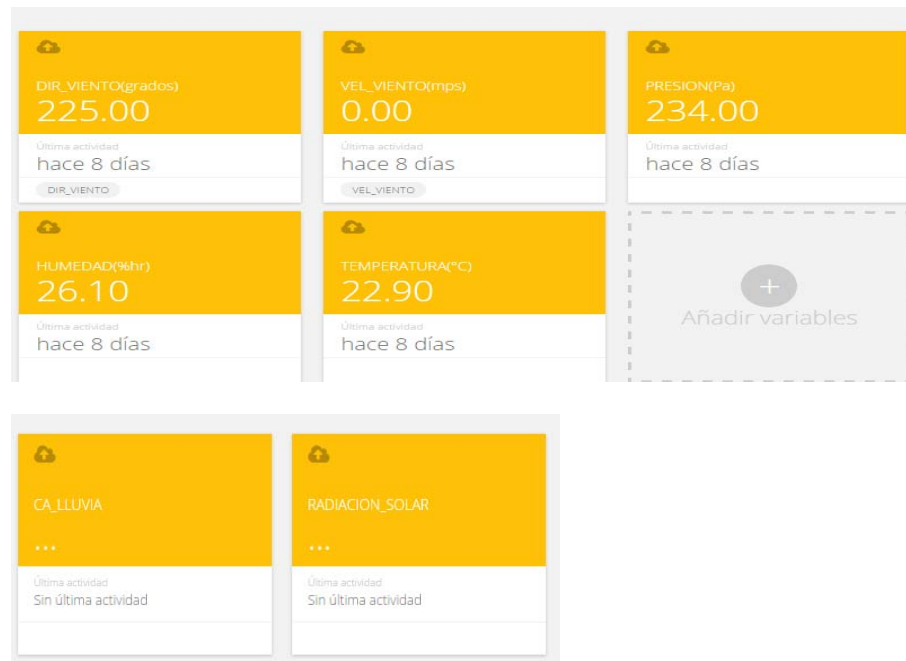 DIR_VIENTO(grados)
225.00
Última actividad
hace 8 días
DIR_VIENTO
VEL_VIENTO(mps)
0.00
Última actividad
hace 8 días
VEL_VIENTO
PRESION(Pa)
234.00
Última actividad
hace 8 días
HUMEDAD(%hr)
26.10
Última actividad
hace 8 días
TEMPERATURA(°C)
22.90
Última actividad
hace 8 días
+
Añadir variables
CA_LLUVIA
...
Última actividad
Sin última actividad
RADIACION_SOLAR
...
Última actividad
Sin última actividad